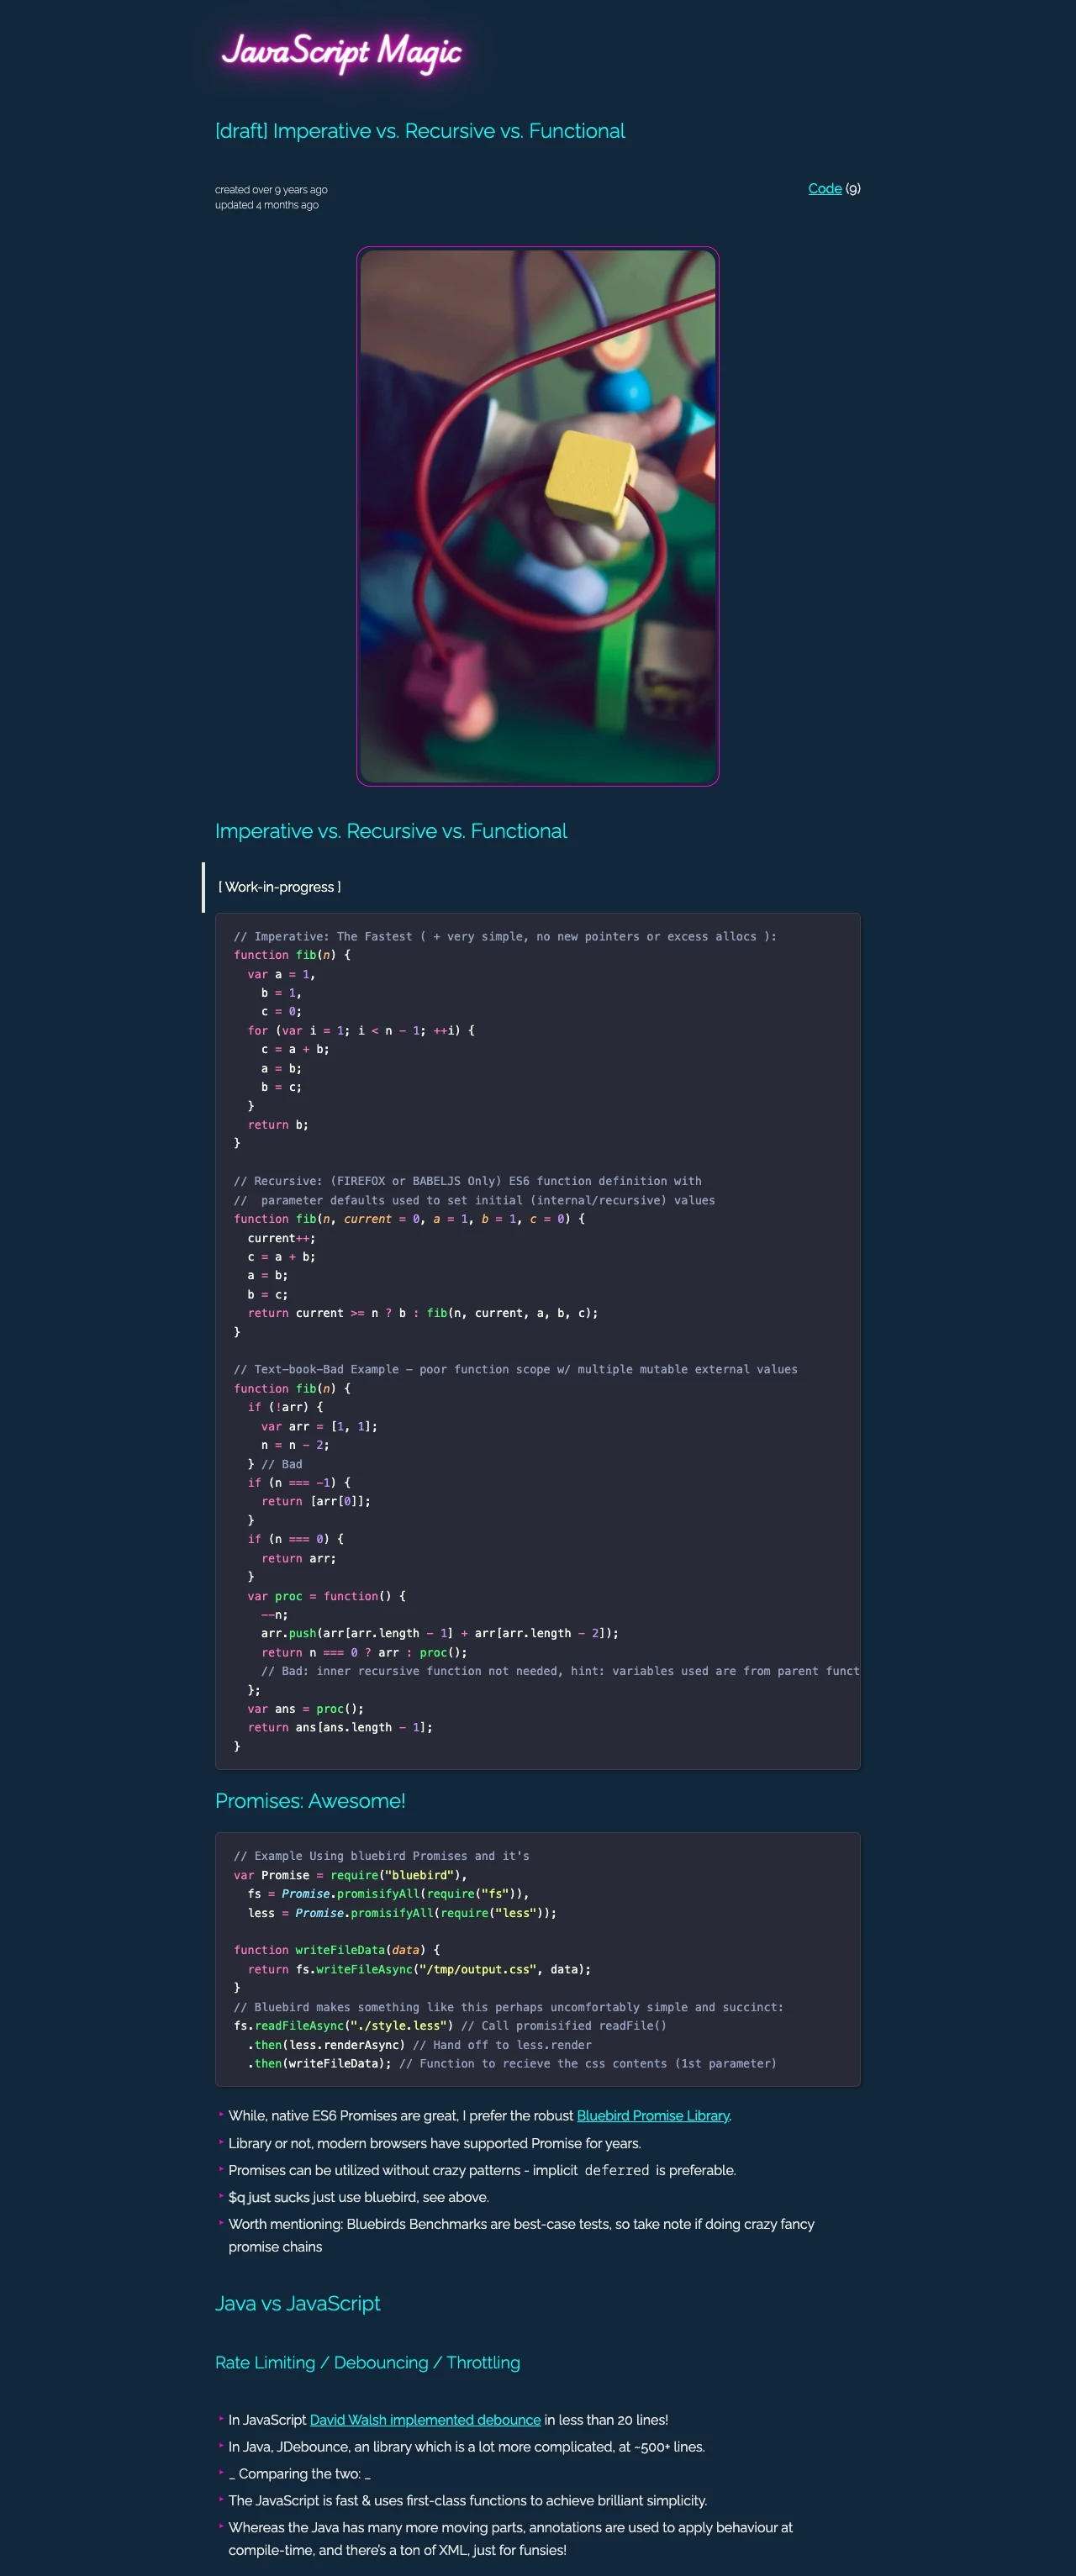 JavaScript Magic
[draft] Imperative vs. Recursive vs. Functional
created over 9 years ago
updated 4 months ago
Code (9)
Imperative vs. Recursive vs. Functional
[ Work-in-progress ]
// Imperative: The Fastest ( + very simple, no new pointers or excess allocs ):
function fib(n) {
  var a = 1,
    b = 1,
    c = 0;
  for (var i = 1; i < n - 1; ++i) {
    c = a + b;
    a = b;
    b = c;
  }
  return b;
}
// Recursive: (FIREFOX or BABELJS Only) ES6 function definition with
//  parameter defaults used to set initial (internal/recursive) values
function fib(n, current = 0, a = 1, b = 1, c = 0) {
  current++;
  c = a + b;
  a = b;
  b = c;
  return current >= n ? b : fib(n, current, a, b, c);
}
// Text-book-Bad Example - poor function scope w/ multiple mutable external values
function fib(n) {
  if (!arr) {
    var arr = [1, 1];
    n = n - 2;
  } // Bad
  if (n === -1) {
    return [arr[0]];
  }
  if (n === 0) {
    return arr;
  }
  var proc = function() {
    --n;
    arr.push(arr[arr.length - 1] + arr[arr.length - 2]);
    return n === 0 ? arr : proc();
    // Bad: inner recursive function not needed, hint: variables used are from parent funct
  };
  var ans = proc();
  return ans[ans.length - 1];
}
Promises: Awesome!
// Example Using bluebird Promises and it's
var Promise = require("bluebird"),
  fs = Promise.promisifyAll(require("fs")),
  less = Promise.promisifyAll(require("less"));
function writeFileData(data) {
  return fs.writeFileAsync("/tmp/output.css", data);
}
// Bluebird makes something like this perhaps uncomfortably simple and succinct:
fs.readFileAsync("./style.less") // Call promisified readFile()
  .then(less.renderAsync) // Hand off to less.render
  .then(writeFileData); // Function to recieve the css contents (1st parameter)
While, native ES6 Promises are great, I prefer the robust Bluebird Promise Library.
Library or not, modern browsers have supported Promise for years.
Promises can be utilized without crazy patterns - implicit deferred is preferable.
$q just sucks just use bluebird, see above.
Worth mentioning: Bluebirds Benchmarks are best-case tests, so take note if doing crazy fancy
promise chains
Java vs JavaScript
Rate Limiting / Debouncing / Throttling
In JavaScript David Walsh implemented debounce in less than 20 lines!
In Java, JDebounce, an library which is a lot more complicated, at ~500+ lines.
_ Comparing the two: _
The JavaScript is fast & uses first-class functions to achieve brilliant simplicity.
Whereas the Java has many more moving parts, annotations are used to apply behaviour at
compile-time, and there's a ton of XML, just for funsies!